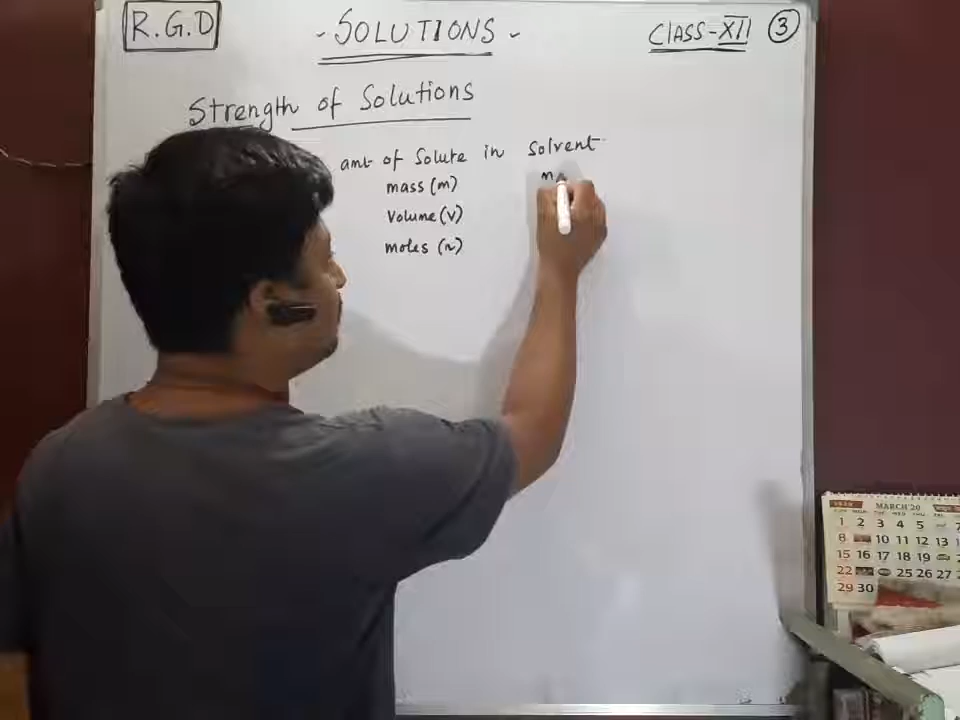 R.G.D
- SOLUTIONS -
CLASS-XII ③
Strength of Solutions
amt of Solute in Solvent
mass (m)
Volume (v)
moles (n)
MARCH'20
1 2 3 4 5
8 10 11 12 13
15 16 17 18 19
22 25 26 27
29 30